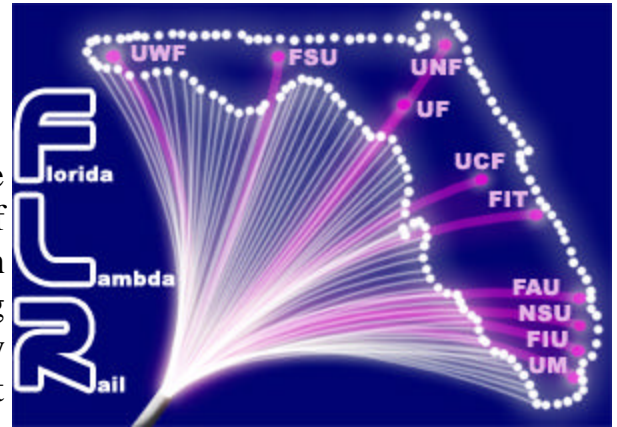 UWF
FSU
UNF
UF
UCF
FIT
Florida
Lambda
FAU
NSU
FIU
UM
Rail